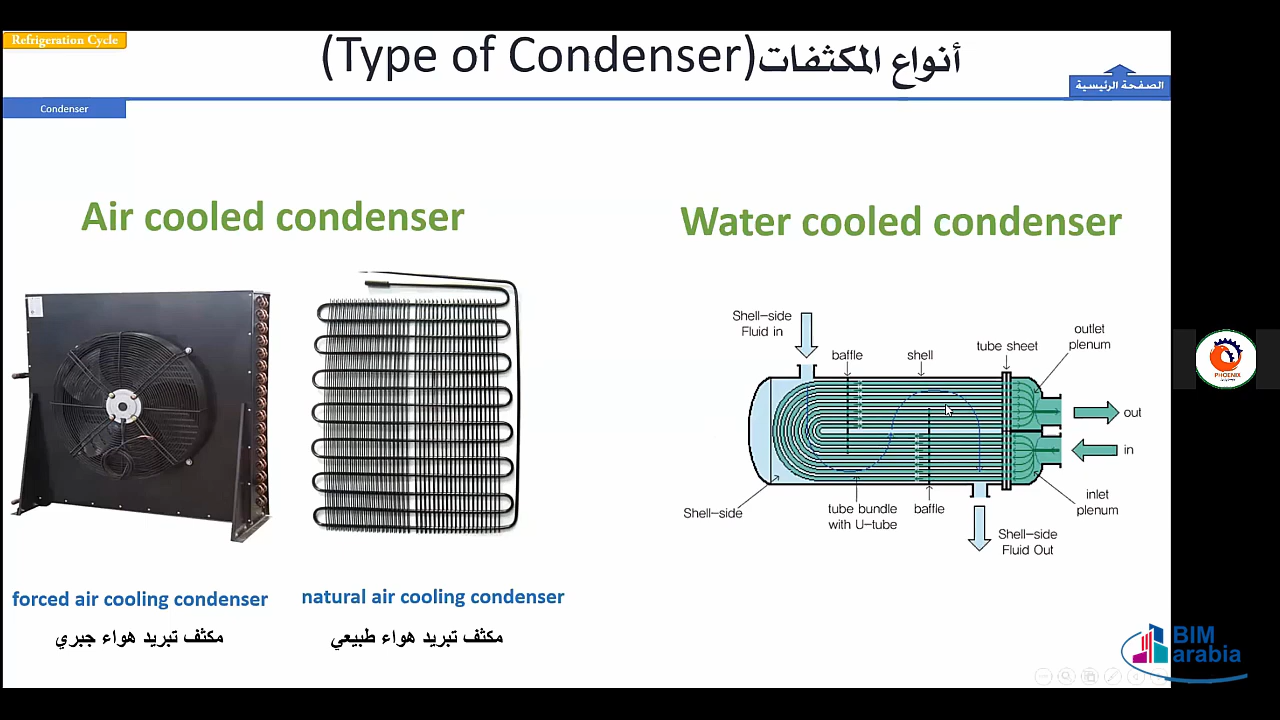 Refrigeration Cycle
أنواع المكثفات(Type of Condenser)
الصفحة الرئيسية
Condenser
Air cooled condenser
Water cooled condenser
Shell-side
Fluid in
baffle
shell
tube sheet
outlet
plenum
out
in
inlet
plenum
Shell-side
tube bundle
with U-tube
baffle
Shell-side
Fluid Out
forced air cooling condenser
natural air cooling condenser
مكثف تبريد هواء جبري
مكثف تبريد هواء طبيعي
PHOENIX
BIM
arabia